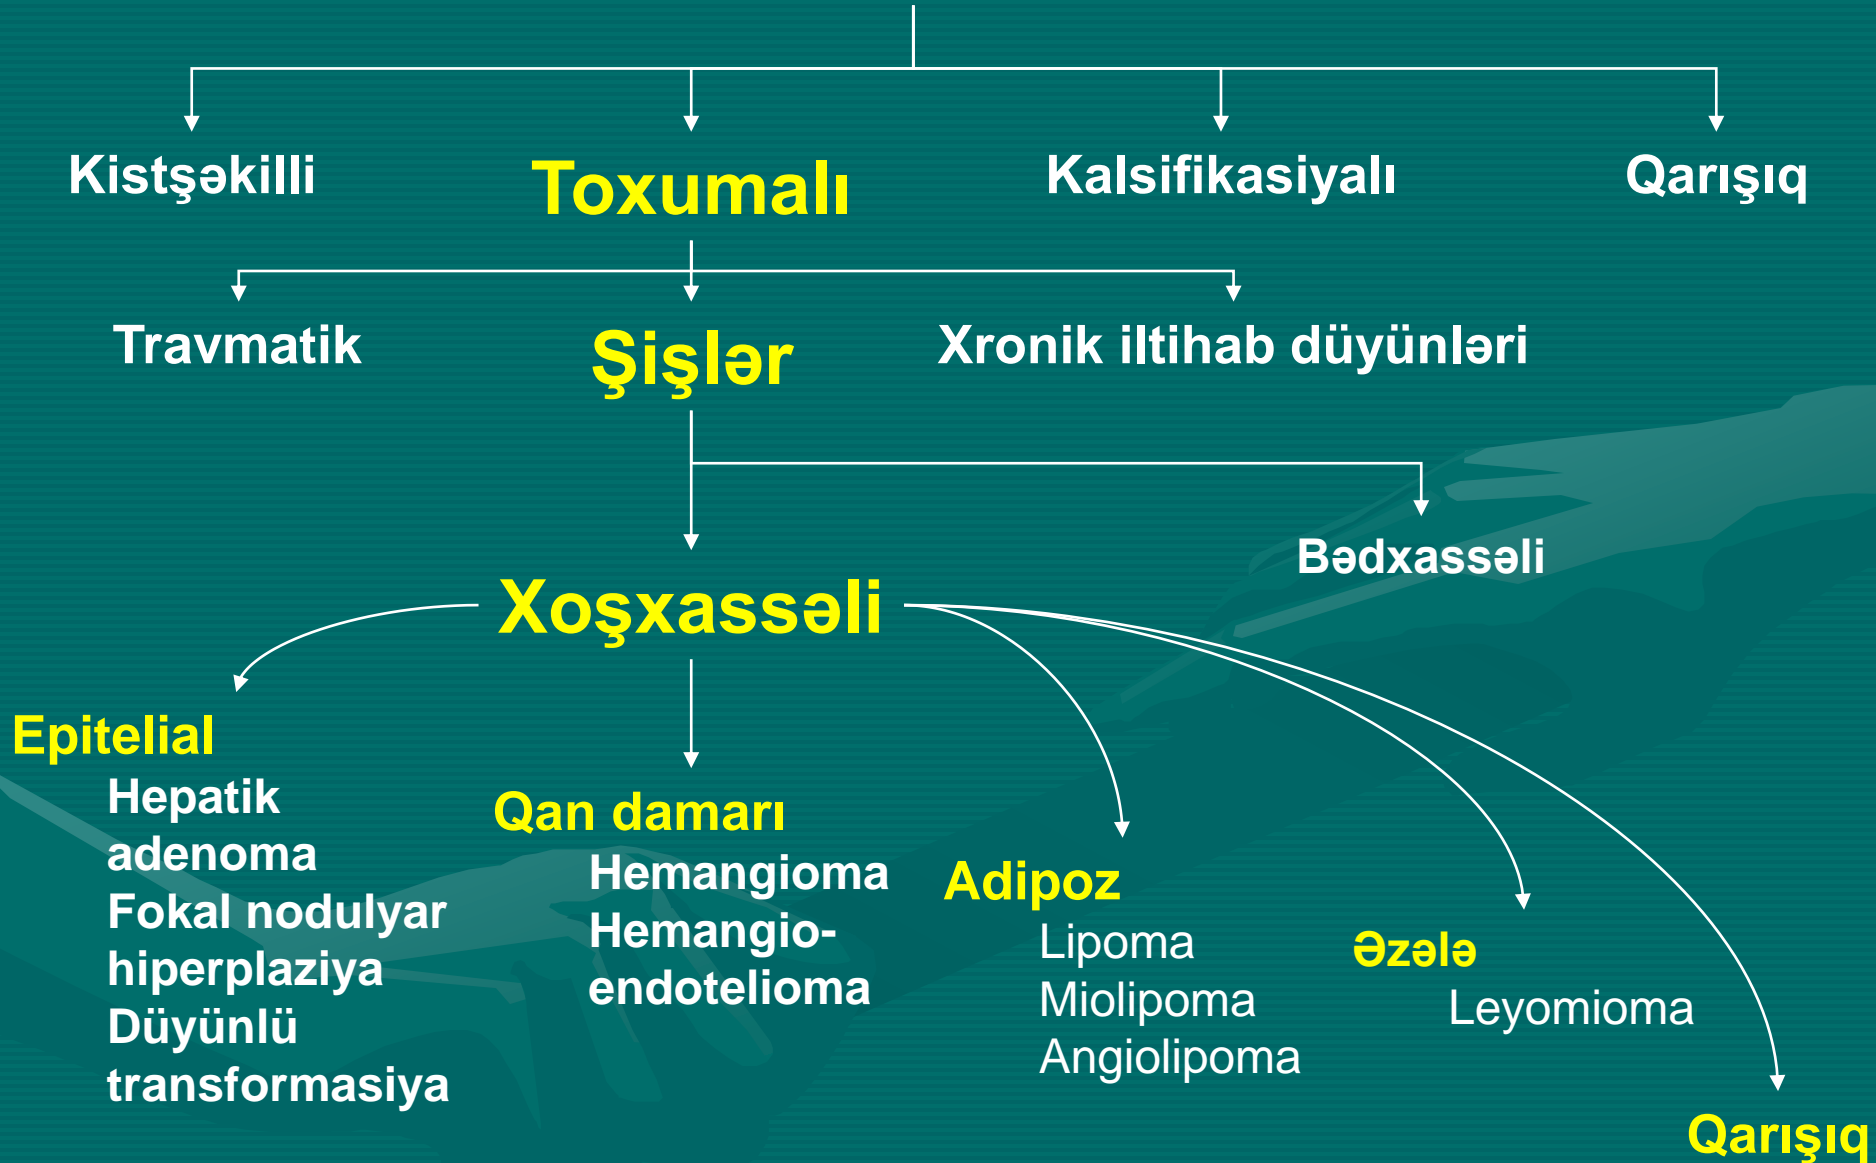 Kistşəkilli
Toxumalı
Kalsifikasiyalı
Qarışıq
Travmatik
Şişlər
Xronik iltihab düyünləri
Bədxassəli
Xoşxassəli
Epitelial
Hepatik
adenoma
Fokal nodulyar
hiperplaziya
Düyünlü
transformasiya
Qan damarı
Hemangioma
Hemangio-
endotelioma
Adipoz
Lipoma
Miolipoma
Angiolipoma
Əzələ
Leyomioma
Qarışıq